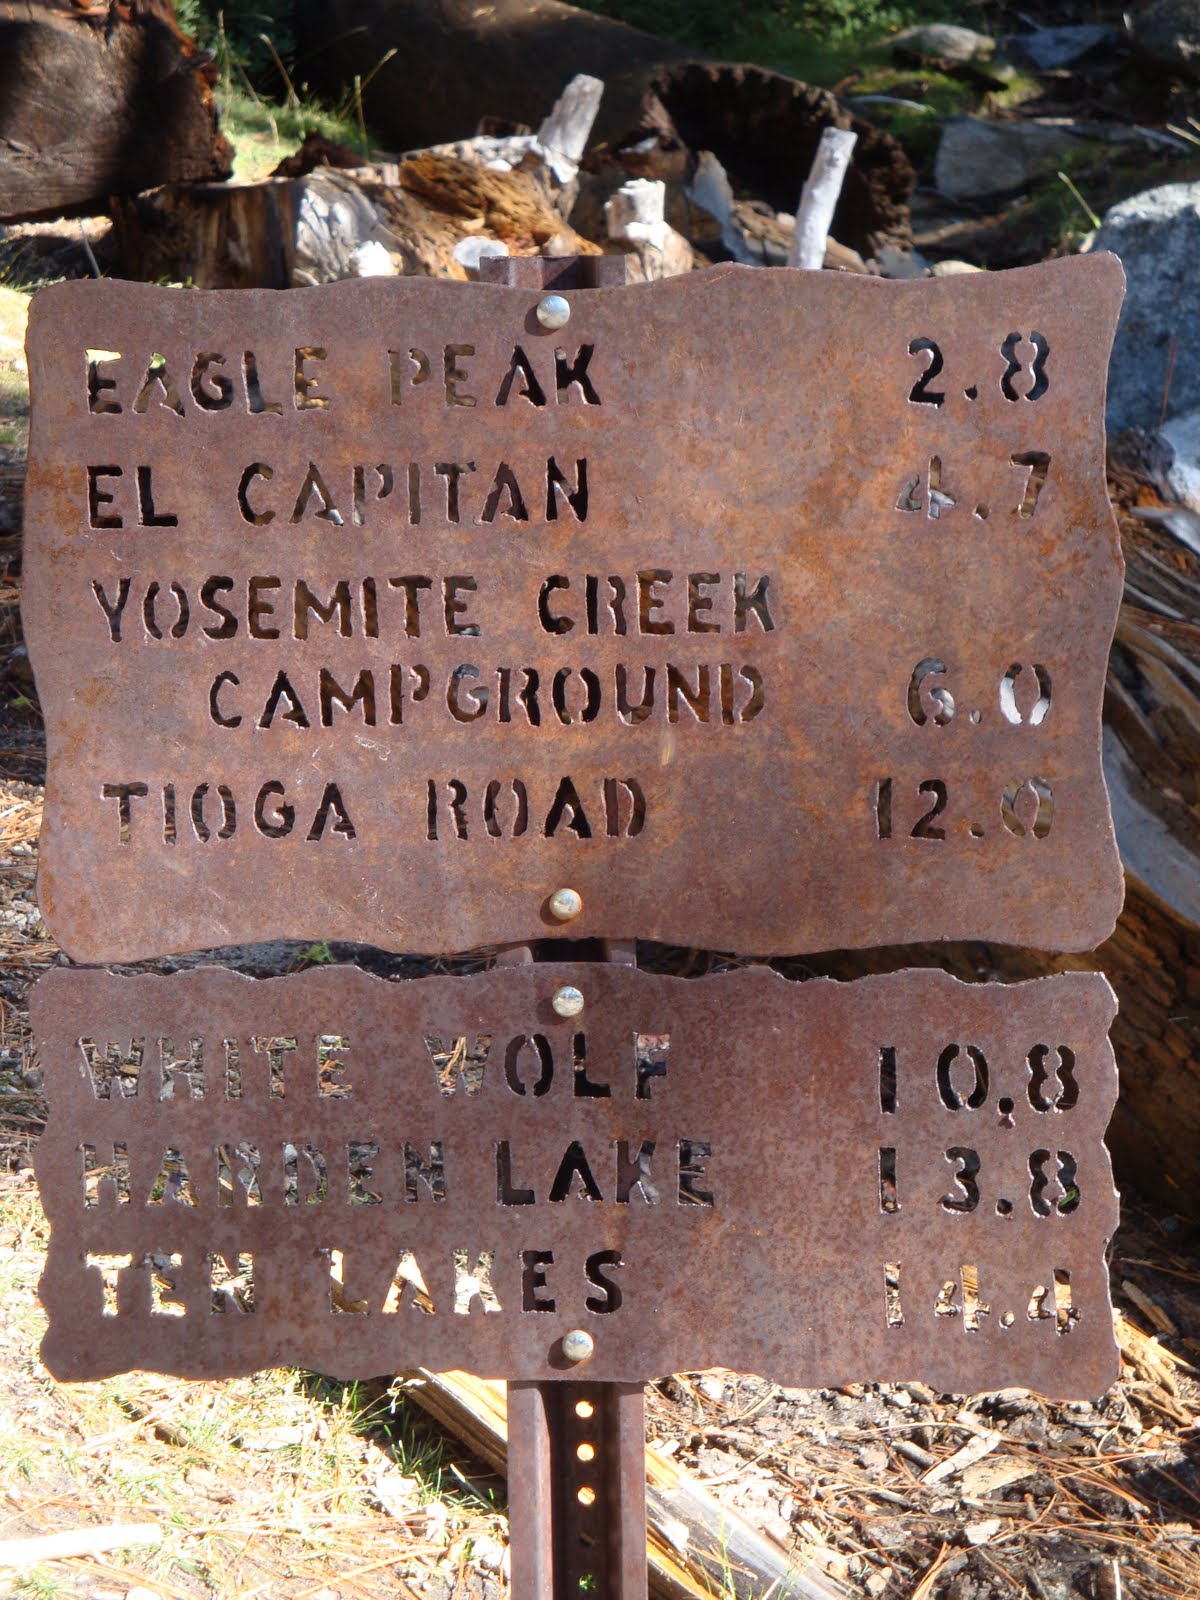 EAGLE PEAK 2.8
EL CAPITAN 4.7
YOSEMITE CREEK
CAMPGROUND 6.0
TIOGA ROAD 12.0
WHITE WOLF 10.8
HARDEN LAKE 13.8
TEN LAKES 14.4